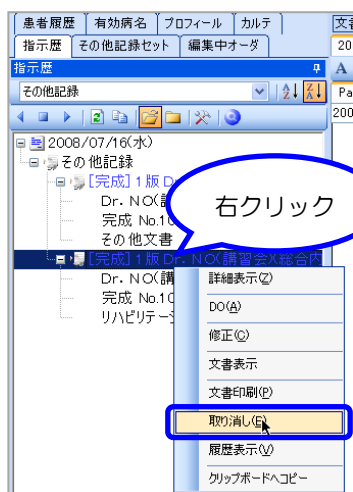 患者履歴 有効病名 プロフィール カルテ 文書
指示歴 その他記録セット 編集中オーダ 20
指示歴
その他記録 Pa
200
2008/07/16(水)
その他記録
[完成] 1 版 Dr
Dr. NO(講
完成 No.10
その他文書
右クリック
[完成] 1 版 Dr. NO(講習会)(総合内
Dr. NO(講
完成 No.10
リハビリテーシ
詳細表示(Z)
DO(A)
修正(C)
文書表示
文書印刷(P)
取り消し(E)
履歴表示(V)
クリップボードへコピー